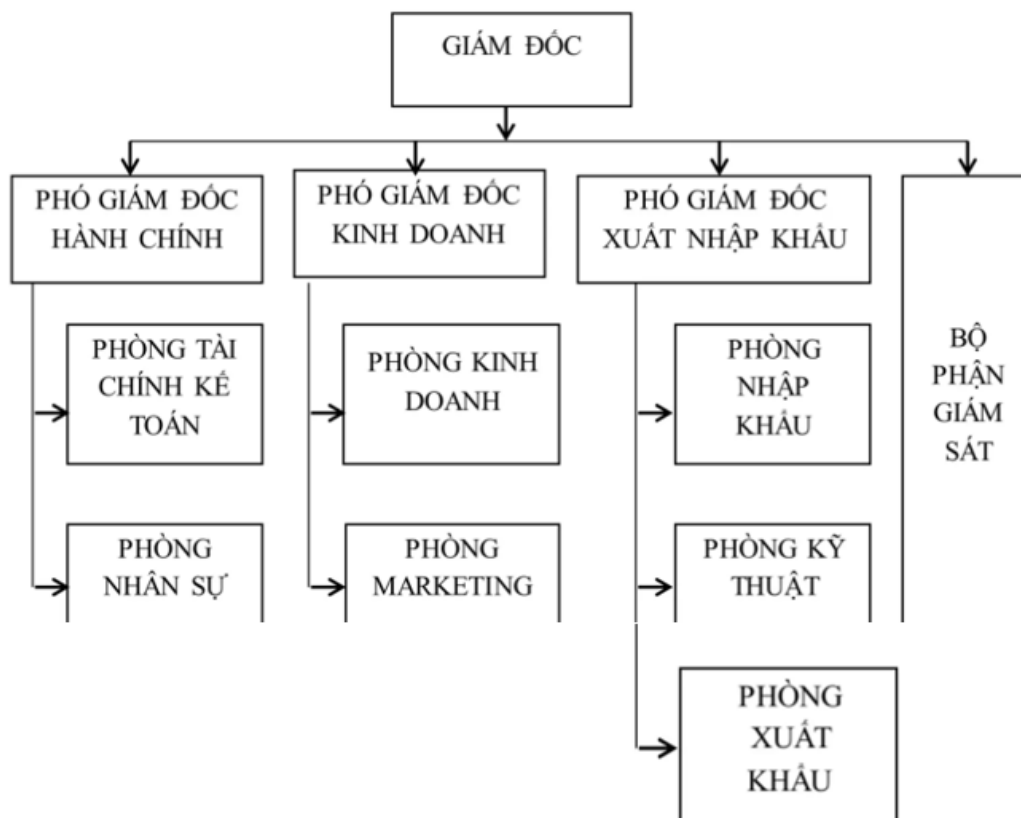 GIÁM ĐỐC
PHÓ GIÁM ĐỐC
HÀNH CHÍNH
PHÓ GIÁM ĐỐC
KINH DOANH
PHÓ GIÁM ĐỐC
XUẤT NHẬP KHẨU
BỘ
PHẬN
GIÁM
SÁT
PHÒNG TÀI
CHÍNH KẾ
TOÁN
PHÒNG KINH
DOANH
PHÒNG
NHẬP
KHẨU
PHÒNG
NHÂN SỰ
PHÒNG
MARKETING
PHÒNG KỸ
THUẬT
PHÒNG
XUẤT
KHẨU